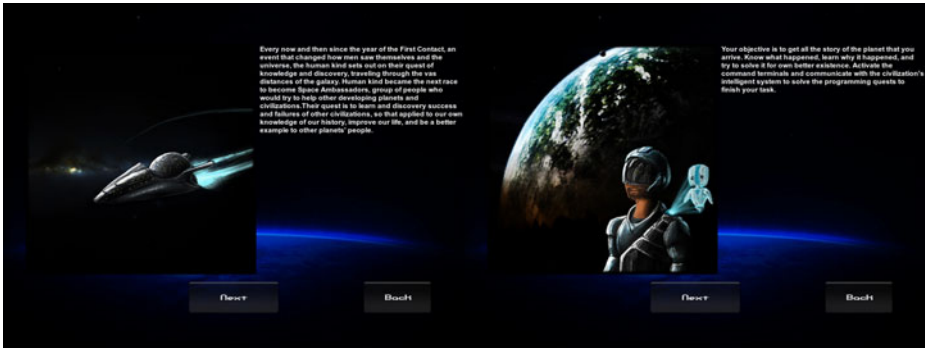 Every now and then since the year of the First Contact, an
event that changed how men saw themselves and the
universe, the human kind sets out on their quest of
knowledge and discovery, traveling through the vas
distances of the galaxy. Human kind became the next race
to become Space Ambassadors, group of people who
would try to help other developing planets and
civilizations.Their quest is to learn and discovery success
and failures of other civilizations, so that applied to our own
knowledge of our history, improve our life, and be a better
example to other planets' people.
Next
Back
Your objective is to get all the story of the planet that you
arrive. Know what happened, learn why it happened, and
try to solve it for own better existence. Activate the
command terminals and communicate with the civilization's
intelligent system to solve the programming quests to
finish your task.
Next
Back